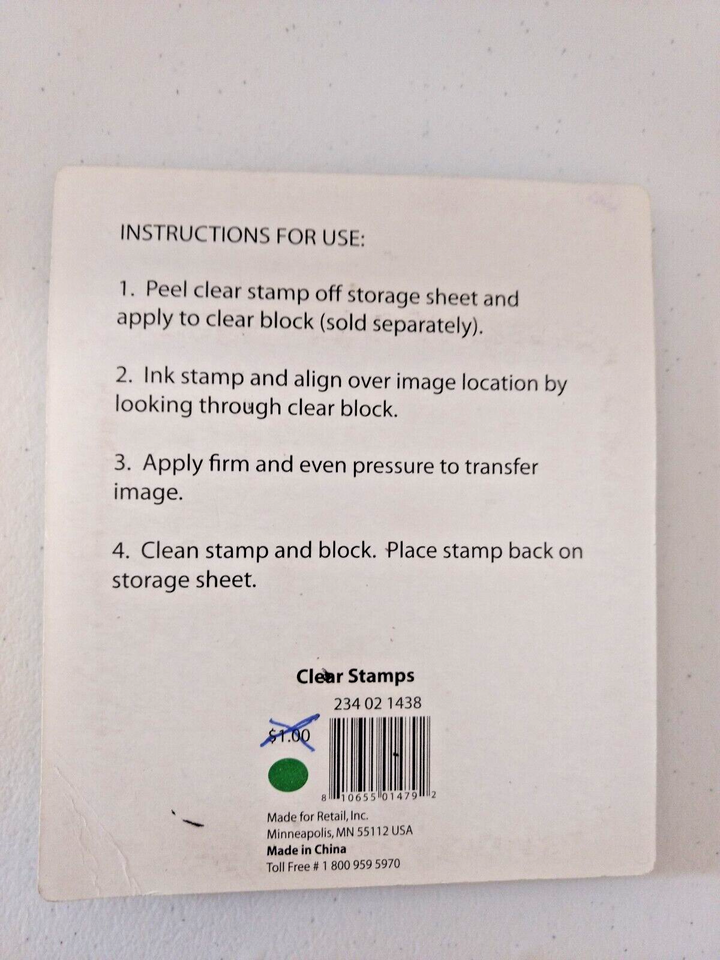 INSTRUCTIONS FOR USE:
1. Peel clear stamp off storage sheet and
apply to clear block (sold separately).
2. Ink stamp and align over image location by
looking through clear block.
3. Apply firm and even pressure to transfer
image.
4. Clean stamp and block. Place stamp back on
storage sheet.
Clear Stamps
234 02 1438
$1.00
8 10655 01479 2
Made for Retail, Inc.
Minneapolis, MN 55112 USA
Made in China
Toll Free # 1 800 959 5970